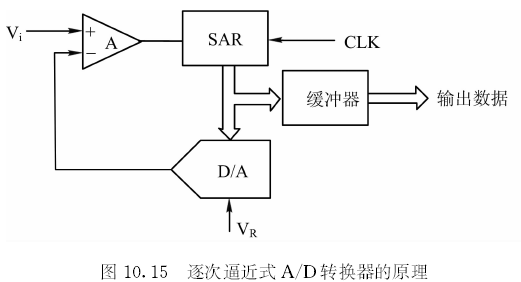 Vi
+
−
A
SAR
CLK
缓冲器
输出数据
D/A
VR
图 10.15 逐次逼近式 A/D 转换器的原理